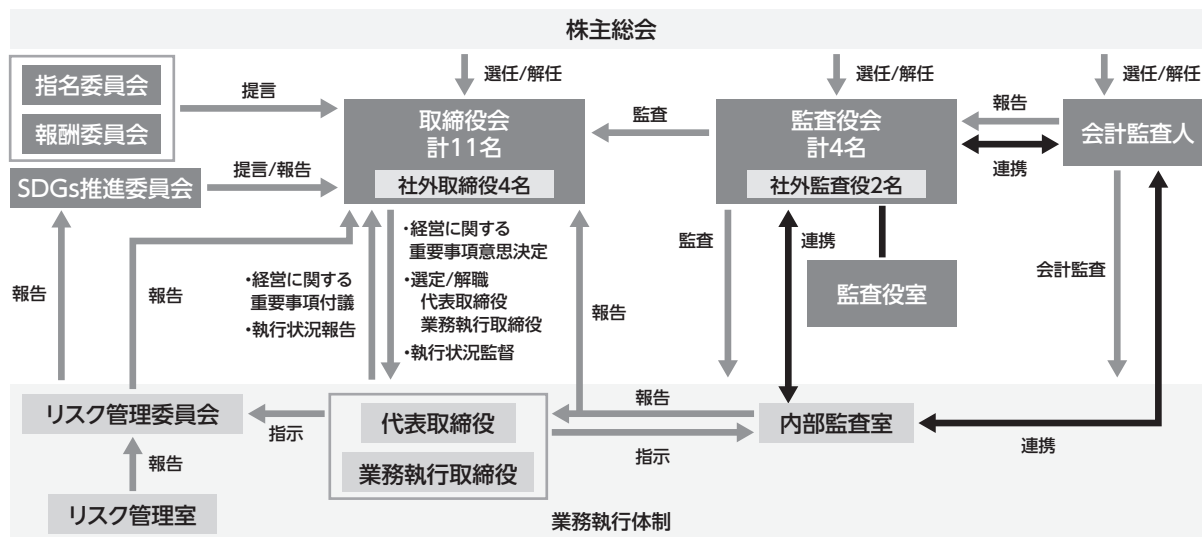 株主総会
選任/解任
選任/解任
選任/解任
指名委員会
報酬委員会
提言
取締役会
計11名
社外取締役4名
監査
監査役会
計4名
社外監査役2名
報告
連携
会計監査人
SDGs推進委員会
提言/報告
報告
報告
・経営に関する
重要事項付議
・執行状況報告
・経営に関する
重要事項意思決定
・選定/解職
代表取締役
業務執行取締役
・執行状況監督
報告
監査
連携
監査役室
会計監査
リスク管理委員会
指示
代表取締役
業務執行取締役
報告
指示
内部監査室
連携
報告
リスク管理室
業務執行体制